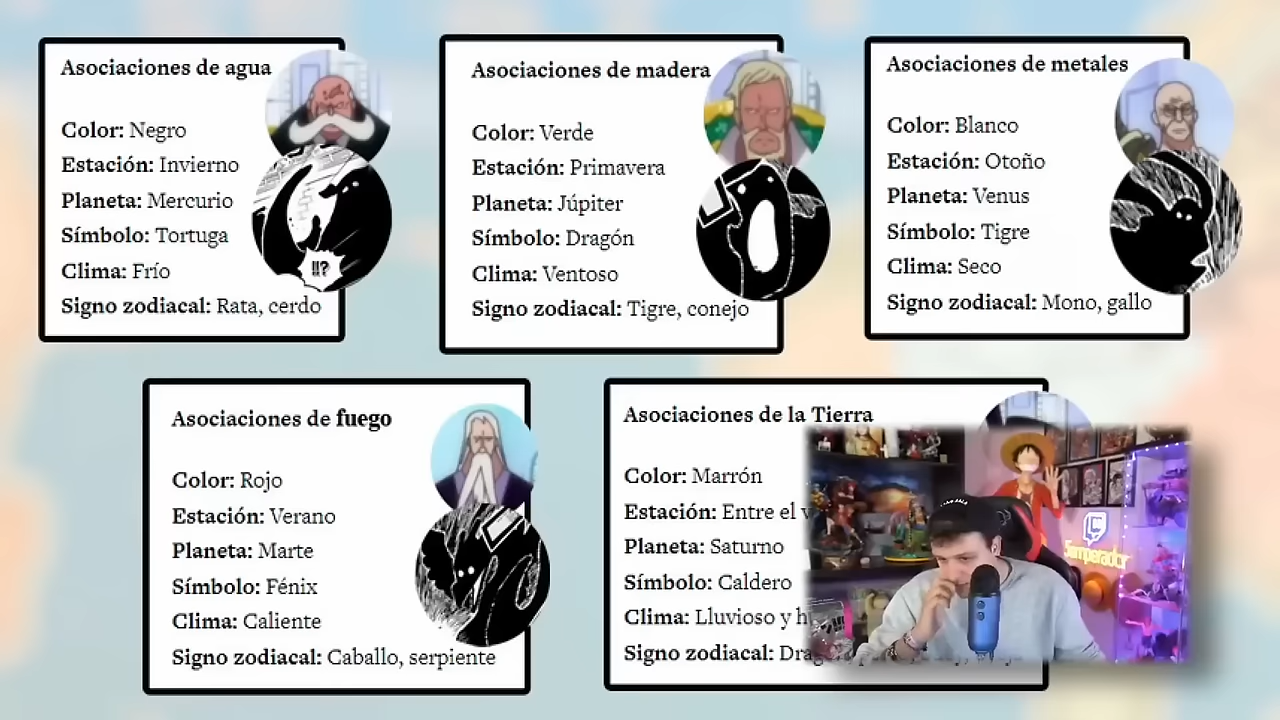 Asociaciones de agua
Color: Negro
Estación: Invierno
Planeta: Mercurio
Símbolo: Tortuga
Clima: Frío
Signo zodiacal: Rata, cerdo
!!?
Asociaciones de madera
Color: Verde
Estación: Primavera
Planeta: Júpiter
Símbolo: Dragón
Clima: Ventoso
Signo zodiacal: Tigre, conejo
Asociaciones de metales
Color: Blanco
Estación: Otoño
Planeta: Venus
Símbolo: Tigre
Clima: Seco
Signo zodiacal: Mono, gallo
Asociaciones de fuego
Color: Rojo
Estación: Verano
Planeta: Marte
Símbolo: Fénix
Clima: Caliente
Signo zodiacal: Caballo, serpiente
Asociaciones de la Tierra
Color: Marrón
Estación: Entre el
Planeta: Saturno
Símbolo: Caldero
Clima: Lluvioso y
Signo zodiacal: